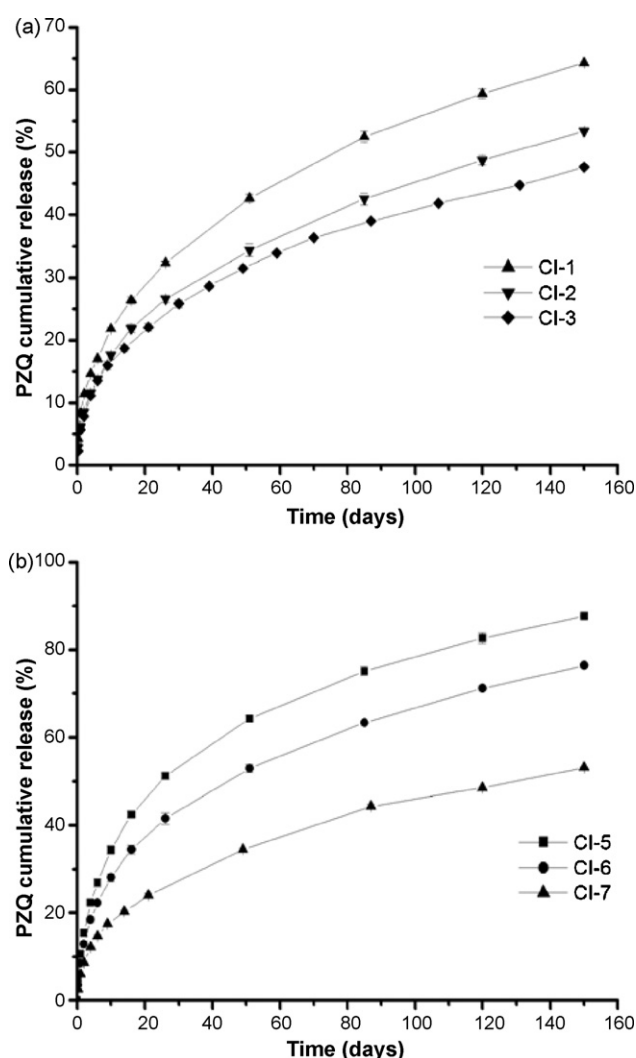 (a)
70
60
50
40
30
20
10
0
PZQ cumulative release (%)
CI-1
CI-2
CI-3
0 20 40 60 80 100 120 140 160
Time (days)
(b)
100
80
60
40
20
0
PZQ cumulative release (%)
CI-5
CI-6
CI-7
0 20 40 60 80 100 120 140 160
Time (days)